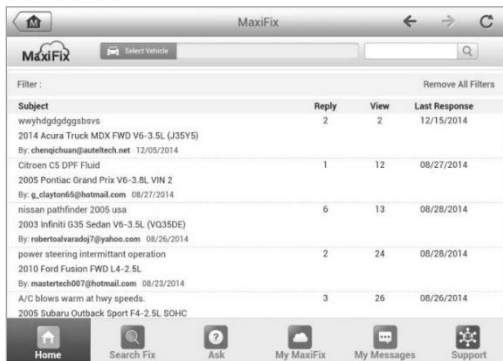 MaxiFix
M
MaxiFix
Select Vehicle
Filter :
Remove All Filters
Subject Reply View Last Response
wwyhdgdgdggsbsvs 2 2 12/15/2014
2014 Acura Truck MDX FWD V6-3.5L (J35Y5)
By: chenqichuan@auteltech.net 12/05/2014
Citroen C5 DPF Fluid 1 12 08/27/2014
2005 Pontiac Grand Prix V6-3.8L VIN 2
By: g_clayton65@hotmail.com 08/27/2014
nissan pathfinder 2005 usa 6 13 08/28/2014
2003 Infiniti G35 Sedan V6-3.5L (VQ35DE)
By: robertoalvaradoj7@yahoo.com 08/26/2014
power steering intermittant operation 2 24 08/28/2014
2010 Ford Fusion FWD L4-2.5L
By: mastertech007@hotmail.com 08/23/2014
A/C blows warm at hwy speeds. 3 26 08/26/2014
2005 Subaru Outback Sport F4-2.5L SOHC
Home Search Fix Ask My MaxiFix My Messages Support